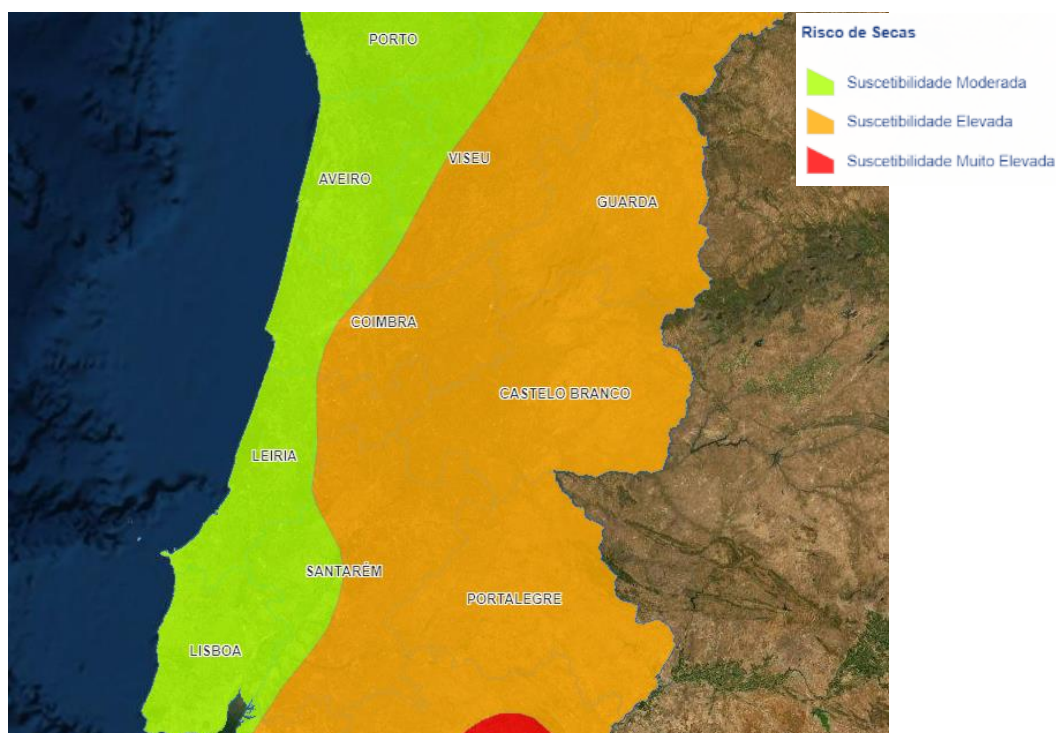 Risco de Secas
Suscetibilidade Moderada
Suscetibilidade Elevada
Suscetibilidade Muito Elevada
PORTO
VISEU
AVEIRO
GUARDA
COIMBRA
CASTELO BRANCO
LEIRIA
SANTARÉM
PORTALEGRE
LISBOA